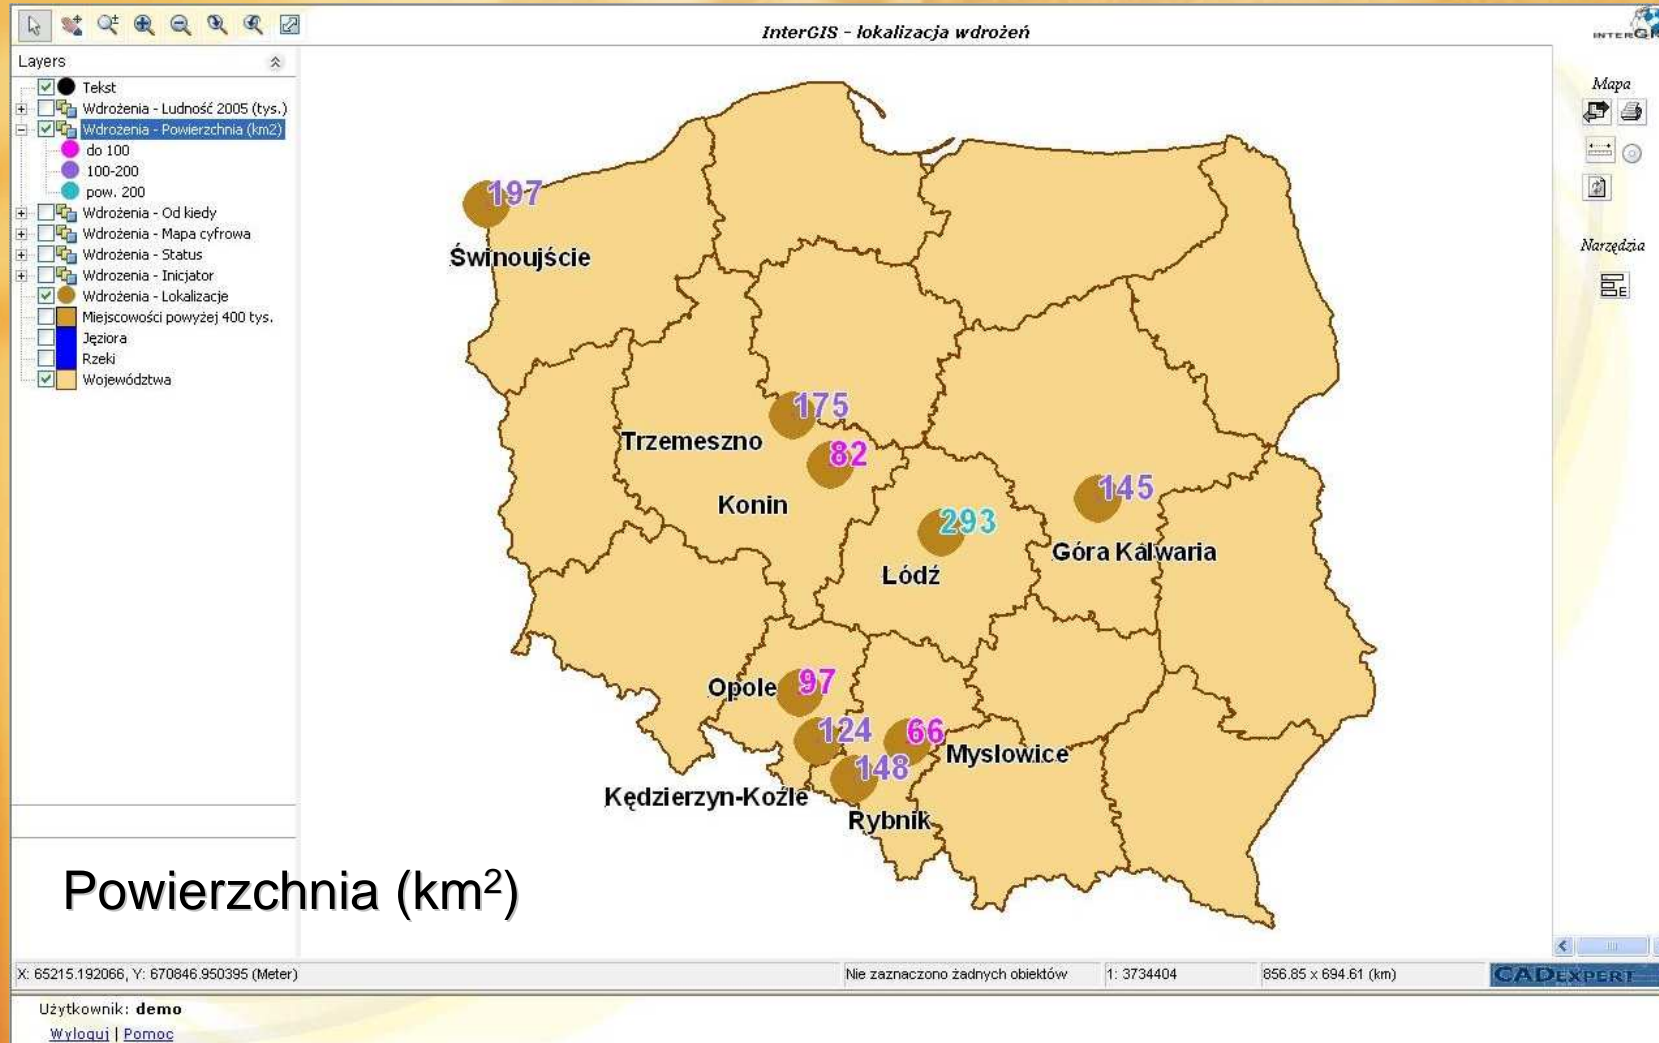 InterGIS - lokalizacja wdrożeń
Layers
Tekst
Wdrożenia - Ludność 2005 (tys.)
Wdrożenia - Powierzchnia (km2)
do 100
100-200
pow. 200
Wdrożenia - Od kiedy
Wdrożenia - Mapa cyfrowa
Wdrożenia - Status
Wdrozenia - Inicjator
Wdrożenia - Lokalizacje
Miejscowości powyżej 400 tys.
Jęziora
Rzeki
Województwa
197
Świnoujście
175
Trzemeszno
82
Konin
145
Góra Kalwaria
293
Łódź
Opole
97
124
66
Mysłowice
148
Kędzierzyn-Koźle
Rybnik
Mapa
Narzędzia
Powierzchnia (km²)
X: 65215.192066, Y: 670846.950395 (Meter)
Nie zaznaczono żadnych obiektów
1: 3734404
856.85 x 694.61 (km)
CADEXPERT
Użytkownik: demo
Wyloguj | Pomoc